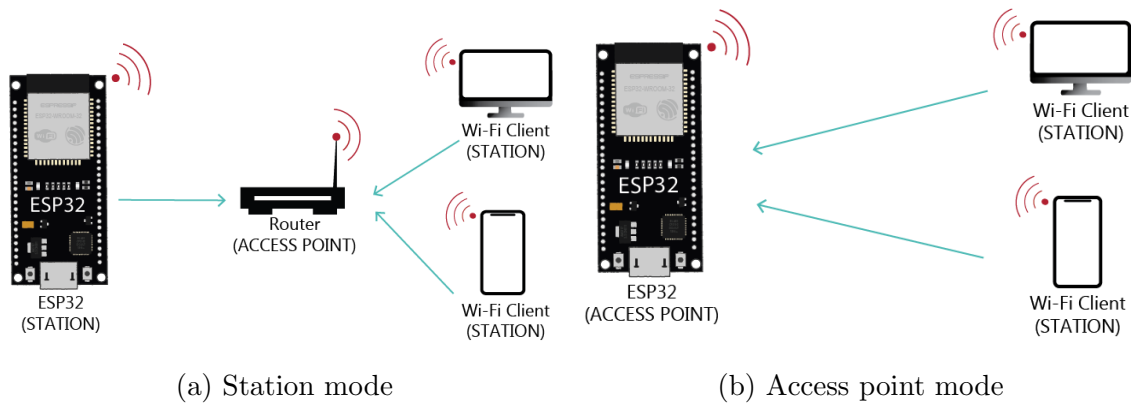 ESP32
ESP32
(STATION)
Router
(ACCESS POINT)
Wi-Fi Client
(STATION)
Wi-Fi Client
(STATION)
(a) Station mode
ESP32
ESP32
(ACCESS POINT)
Wi-Fi Client
(STATION)
Wi-Fi Client
(STATION)
(b) Access point mode